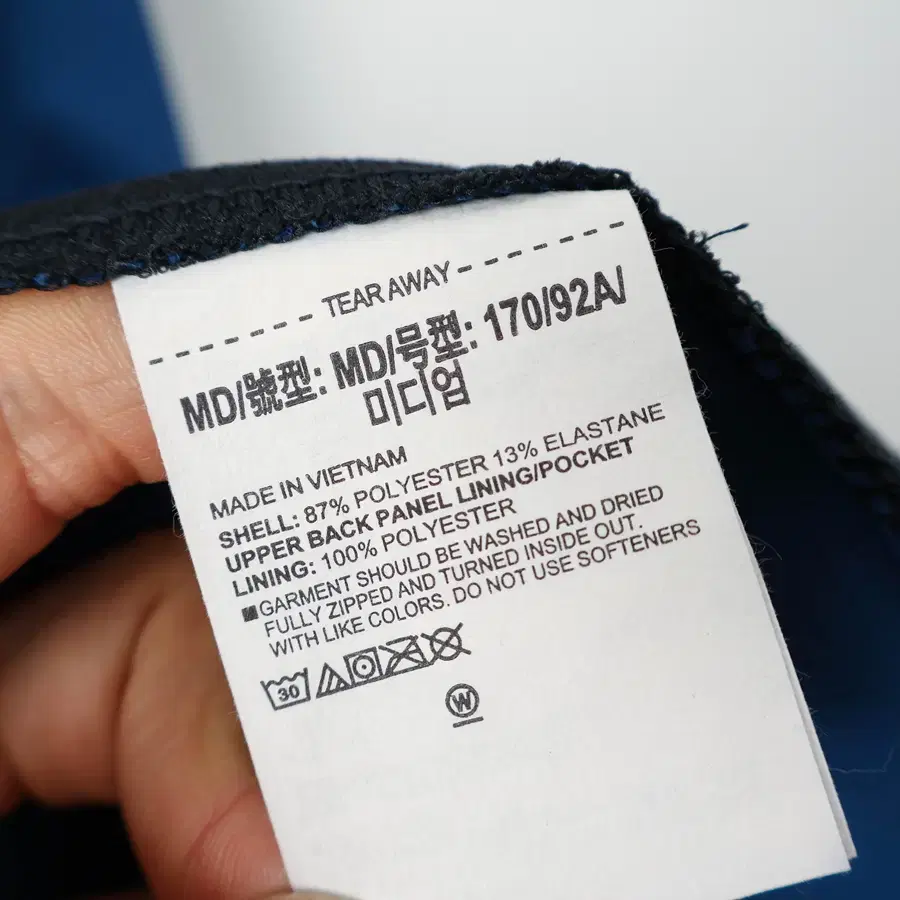 TEAR AWAY
MD/號型: MD/号型: 170/92A/
미디엄
MADE IN VIETNAM
SHELL: 87% POLYESTER 13% ELASTANE
UPPER BACK PANEL LINING/POCKET
LINING: 100% POLYESTER
GARMENT SHOULD BE WASHED AND DRIED
FULLY ZIPPED AND TURNED INSIDE OUT.
WITH LIKE COLORS. DO NOT USE SOFTENERS
30
W